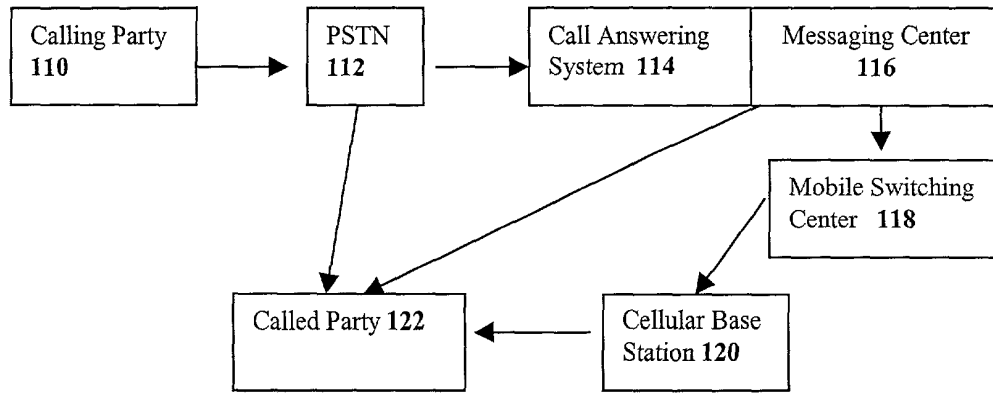 Calling Party
110
PSTN
112
Call Answering
System 114
Messaging Center
116
Mobile Switching
Center 118
Called Party 122
Cellular Base
Station 120